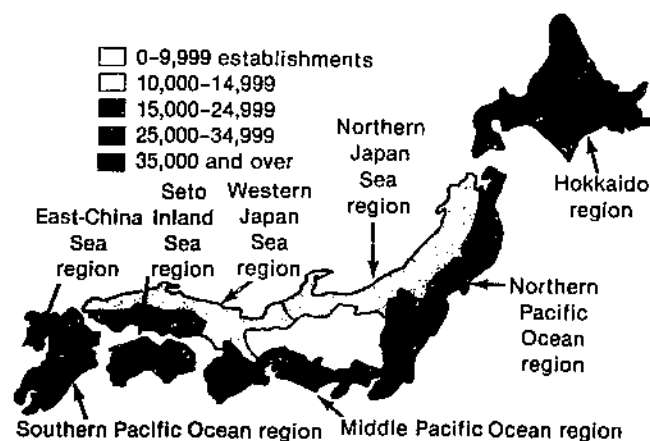 0–9,999 establishments
10,000–14,999
15,000–24,999
25,000–34,999
35,000 and over
Northern
Japan
Sea
region
Hokkaido
region
Seto
Inland
Sea
region
Western
Japan
Sea
region
East-China
Sea
region
Northern
Pacific
Ocean
region
Southern Pacific Ocean region
Middle Pacific Ocean region